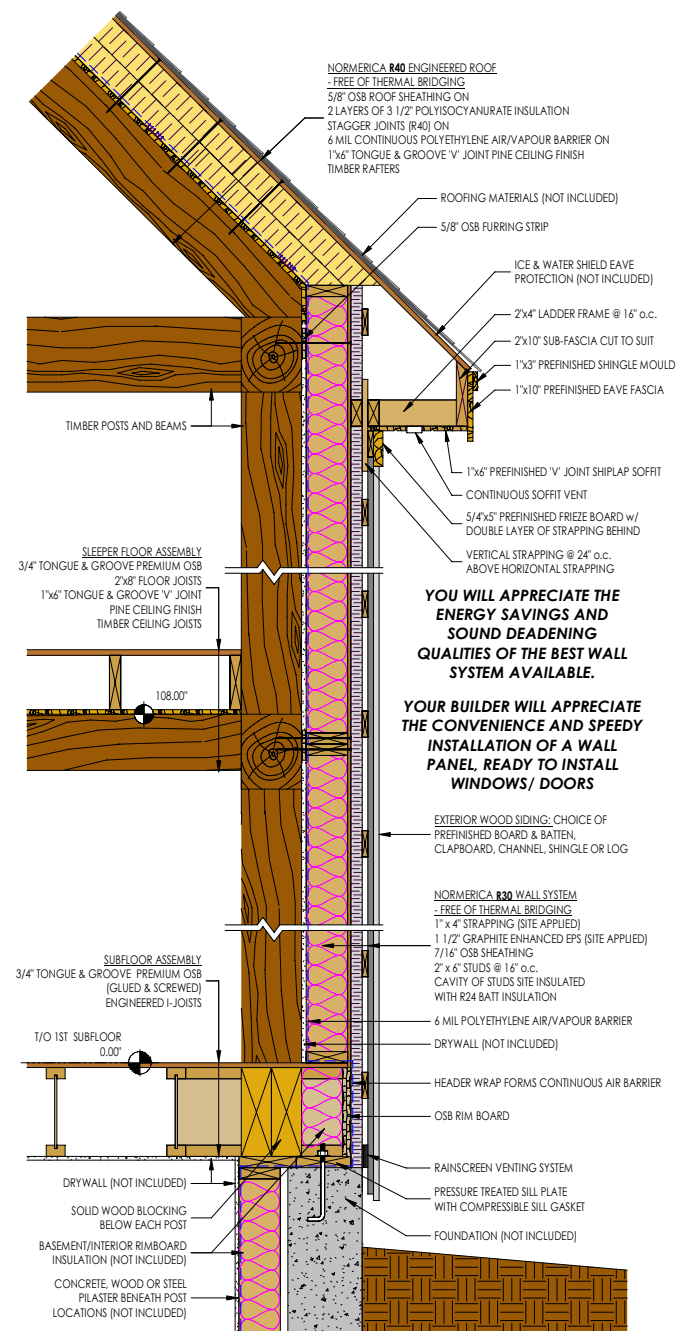 NORMERICA R40 ENGINEERED ROOF
- FREE OF THERMAL BRIDGING
5/8" OSB ROOF SHEATHING ON
2 LAYERS OF 3 1/2" POLYISOCYANURATE INSULATION
STAGGER JOINTS (R40) ON
6 MIL CONTINUOUS POLYETHYLENE AIR/VAPOUR BARRIER ON
1"x6" TONGUE & GROOVE 'V' JOINT PINE CEILING FINISH
TIMBER RAFTERS
ROOFING MATERIALS (NOT INCLUDED)
5/8" OSB FURRING STRIP
ICE & WATER SHIELD EAVE
PROTECTION (NOT INCLUDED)
2"x4" LADDER FRAME @ 16" o.c.
2"x10" SUB-FASCIA CUT TO SUIT
1"x3" PREFINISHED SHINGLE MOULD
1"x10" PREFINISHED EAVE FASCIA
TIMBER POSTS AND BEAMS
1"x6" PREFINISHED 'V' JOINT SHIPLAP SOFFIT
CONTINUOUS SOFFIT VENT
5/4"x5" PREFINISHED FRIEZE BOARD w/
DOUBLE LAYER OF STRAPPING BEHIND
VERTICAL STRAPPING @ 24" o.c.
ABOVE HORIZONTAL STRAPPING
SLEEPER FLOOR ASSEMBLY
3/4" TONGUE & GROOVE PREMIUM OSB
2"x8" FLOOR JOISTS
1"x6" TONGUE & GROOVE 'V' JOINT
PINE CEILING FINISH
TIMBER CEILING JOISTS
108.00"
YOU WILL APPRECIATE THE
ENERGY SAVINGS AND
SOUND DEADENING
QUALITIES OF THE BEST WALL
SYSTEM AVAILABLE.
YOUR BUILDER WILL APPRECIATE
THE CONVENIENCE AND SPEEDY
INSTALLATION OF A WALL
PANEL, READY TO INSTALL
WINDOWS/ DOORS
EXTERIOR WOOD SIDING: CHOICE OF
PREFINISHED BOARD & BATTEN,
CLAPBOARD, CHANNEL, SHINGLE OR LOG
NORMERICA R30 WALL SYSTEM
- FREE OF THERMAL BRIDGING
1" x 4" STRAPPING (SITE APPLIED)
1 1/2" GRAPHITE ENHANCED EPS (SITE APPLIED)
7/16" OSB SHEATHING
2" x 6" STUDS @ 16" o.c.
CAVITY OF STUDS SITE INSULATED
WITH R24 BATT INSULATION
SUBFLOOR ASSEMBLY
3/4" TONGUE & GROOVE PREMIUM OSB
(GLUED & SCREWED)
ENGINEERED I-JOISTS
T/O 1ST SUBFLOOR
0.00"
6 MIL POLYETHYLENE AIR/VAPOUR BARRIER
DRYWALL (NOT INCLUDED)
HEADER WRAP FORMS CONTINUOUS AIR BARRIER
OSB RIM BOARD
RAINSCREEN VENTING SYSTEM
PRESSURE TREATED SILL PLATE
WITH COMPRESSIBLE SILL GASKET
FOUNDATION (NOT INCLUDED)
DRYWALL (NOT INCLUDED)
SOLID WOOD BLOCKING
BELOW EACH POST
BASEMENT/INTERIOR RIMBOARD
INSULATION (NOT INCLUDED)
CONCRETE, WOOD OR STEEL
PILASTER BENEATH POST
LOCATIONS (NOT INCLUDED)